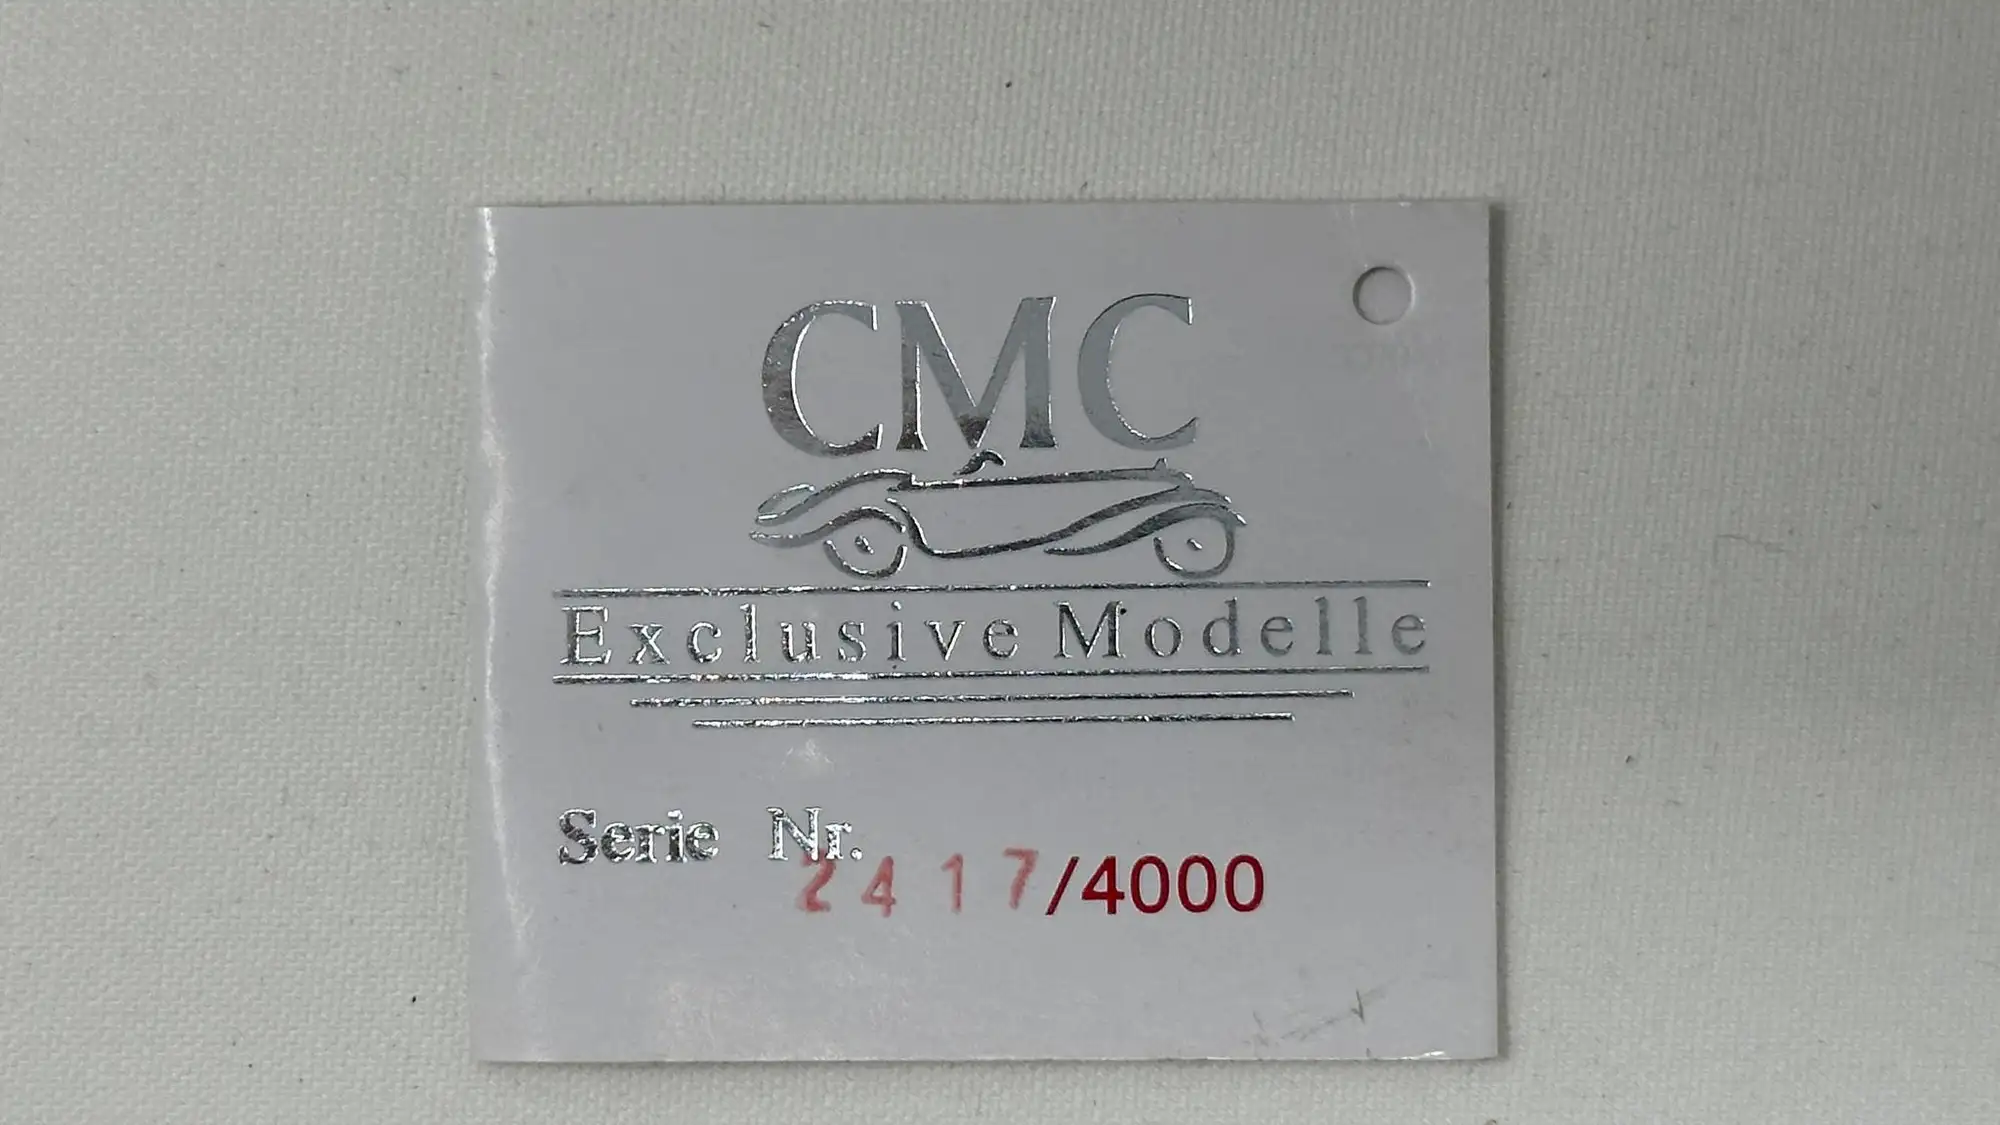 CMC
Exclusive Modelle
Serie Nr.
2417/4000